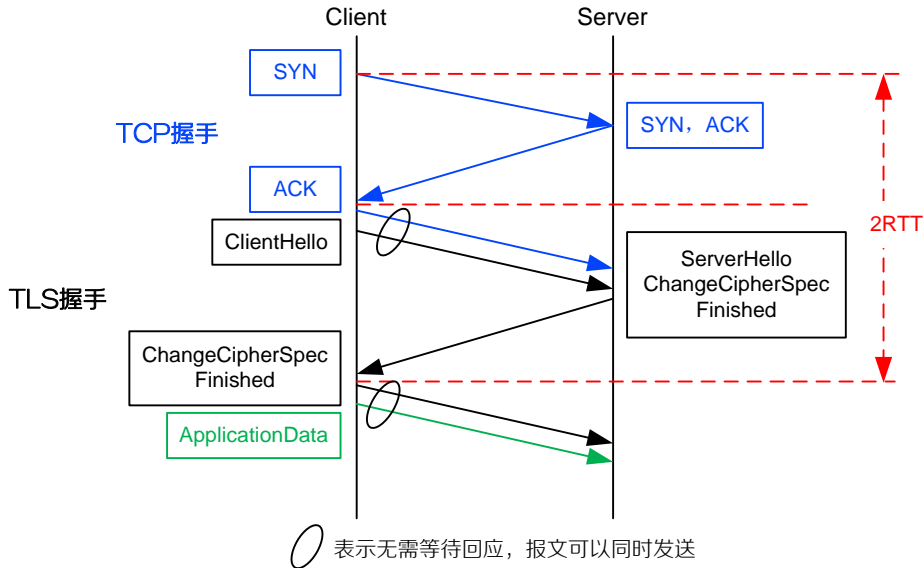 Client
Server
SYN
TCP握手
SYN，ACK
ACK
2RTT
ClientHello
ServerHello
ChangeCipherSpec
Finished
TLS握手
ChangeCipherSpec
Finished
ApplicationData
表示无需等待回应，报文可以同时发送